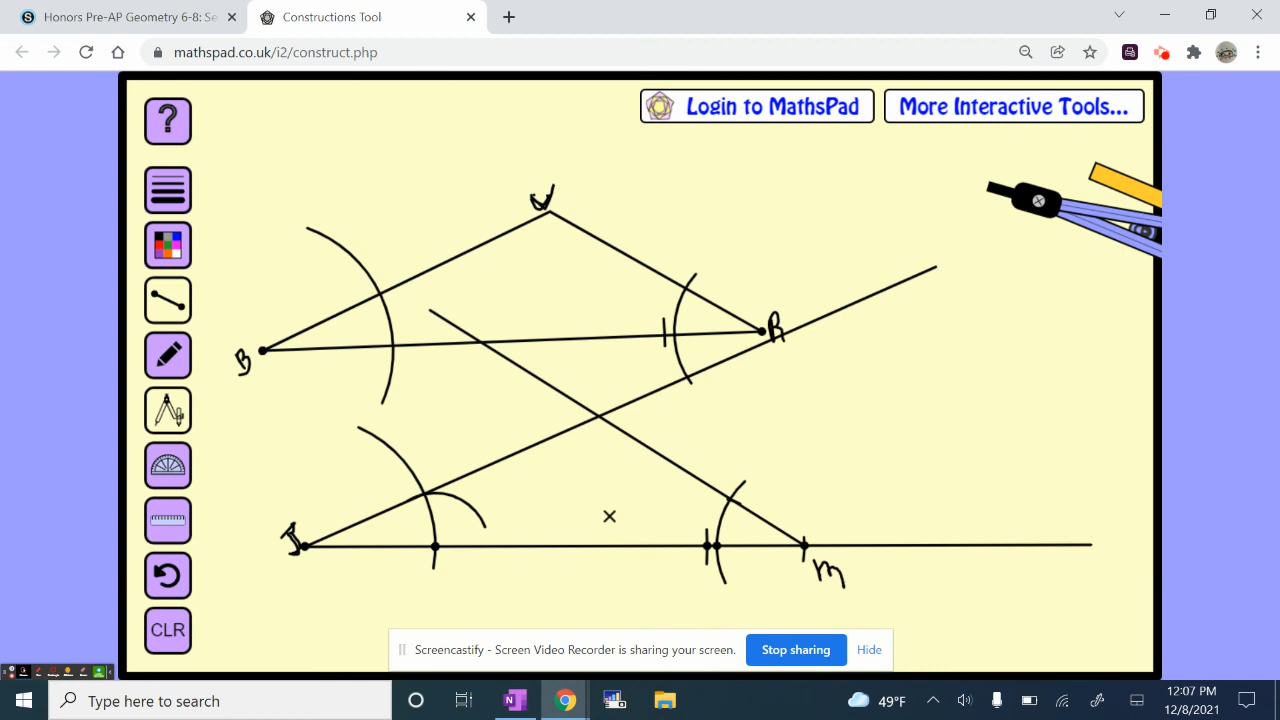 Honors Pre-AP Geometry 6-8: Se
Constructions Tool
mathspad.co.uk/i2/construct.php
?
Login to MathsPad
More Interactive Tools...
B
R
I
m
CLR
Screencastify - Screen Video Recorder is sharing your screen.
Stop sharing
Hide
Type here to search
49°F
12:07 PM
12/8/2021